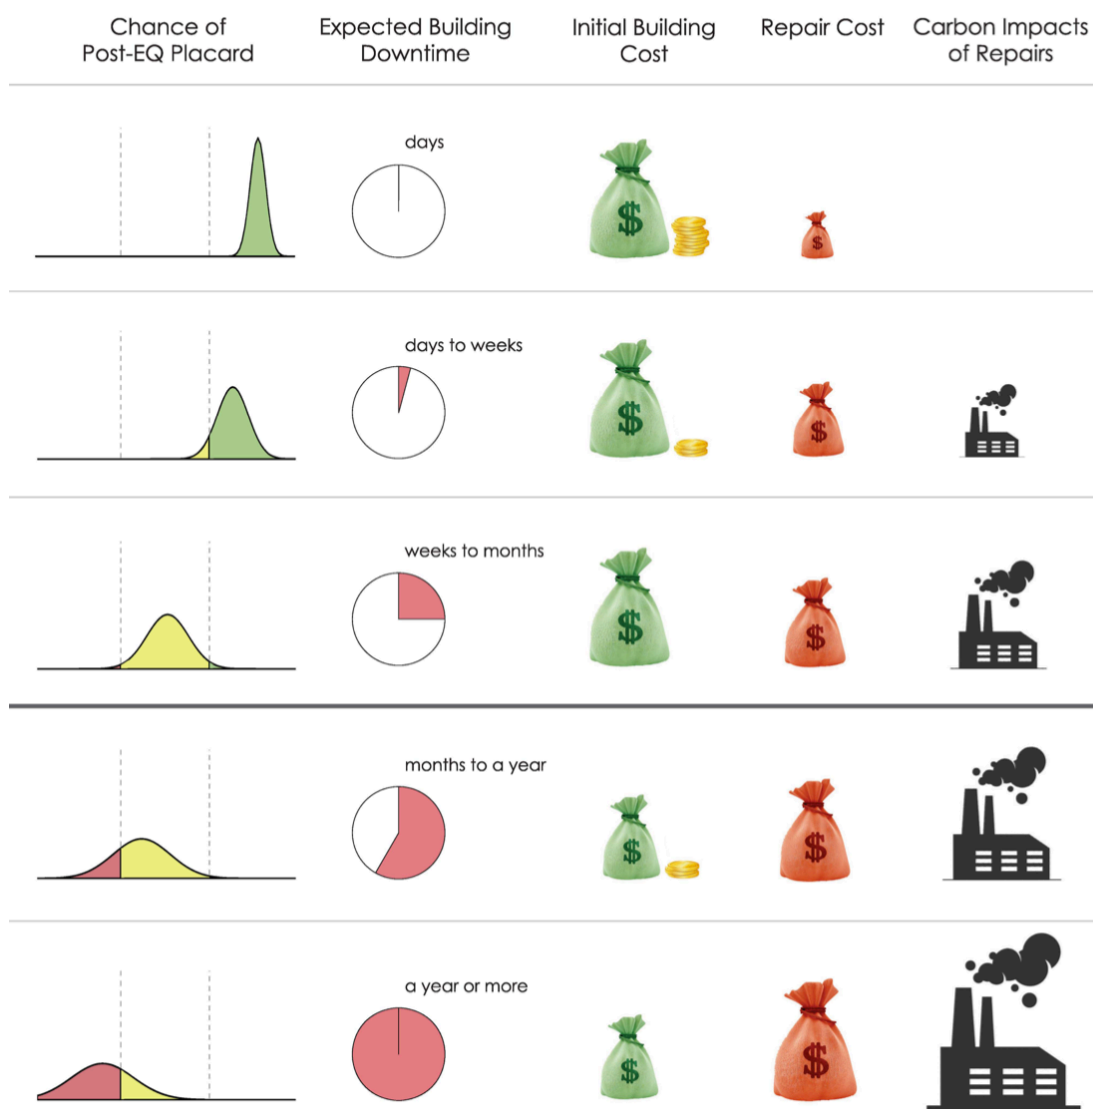 Chance of
Post-EQ Placard
Expected Building
Downtime
Initial Building
Cost
Repair Cost
Carbon Impacts
of Repairs
days
$
$
days to weeks
$
$
weeks to months
$
$
months to a year
$
$
a year or more
$
$